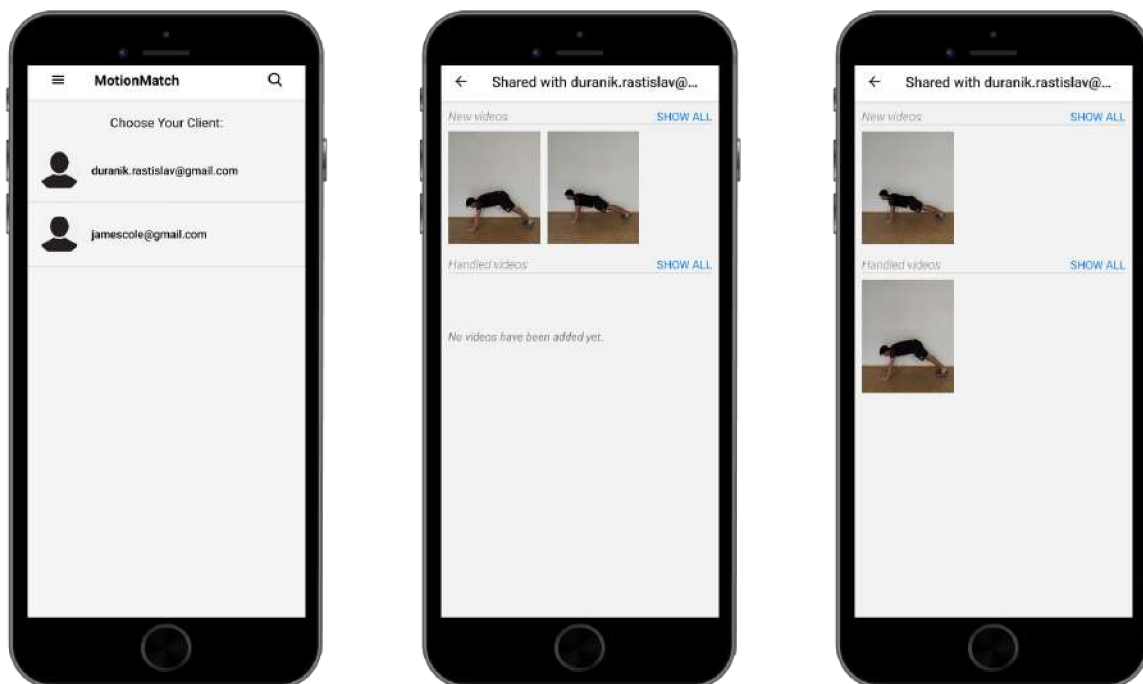 MotionMatch
Choose Your Client:
duranik.rastislav@gmail.com
jamescole@gmail.com
Shared with duranik.rastislav@...
New videos SHOW ALL
Handled videos SHOW ALL
No videos have been added yet.
Shared with duranik.rastislav@...
New videos SHOW ALL
Handled videos SHOW ALL